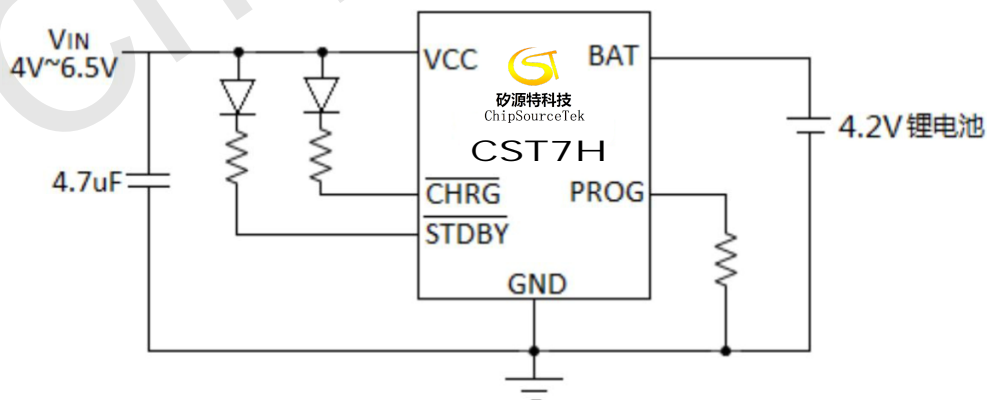 VIN
4V~6.5V
4.7uF
VCC
BAT
矽源特科技
ChipSourceTek
CST7H
CHRG
PROG
STDBY
GND
4.2V锂电池